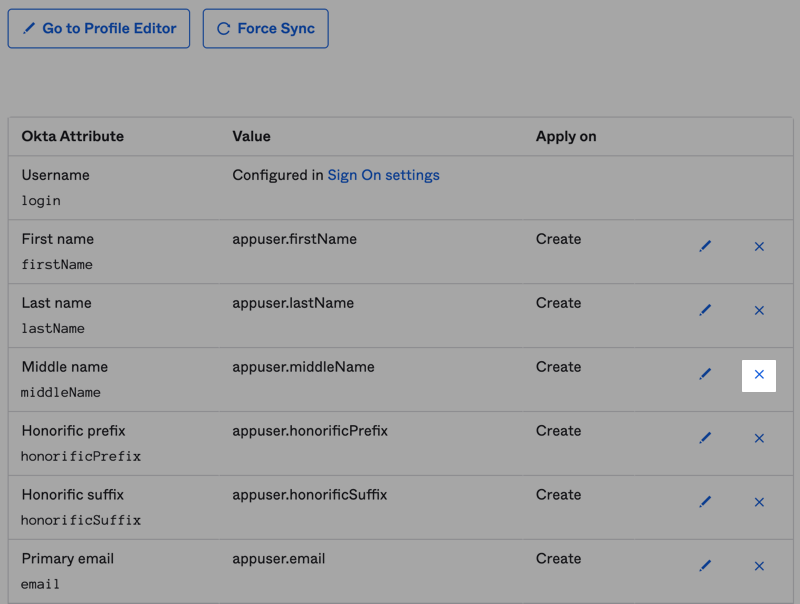 Go to Profile Editor Force Sync
Okta Attribute Value Apply on
Username Configured in Sign On settings
login
First name appuser.firstName Create
firstName
Last name appuser.lastName Create
lastName
Middle name appuser.middleName Create
middleName
Honorific prefix appuser.honorificPrefix Create
honorificPrefix
Honorific suffix appuser.honorificSuffix Create
honorificSuffix
Primary email appuser.email Create
email